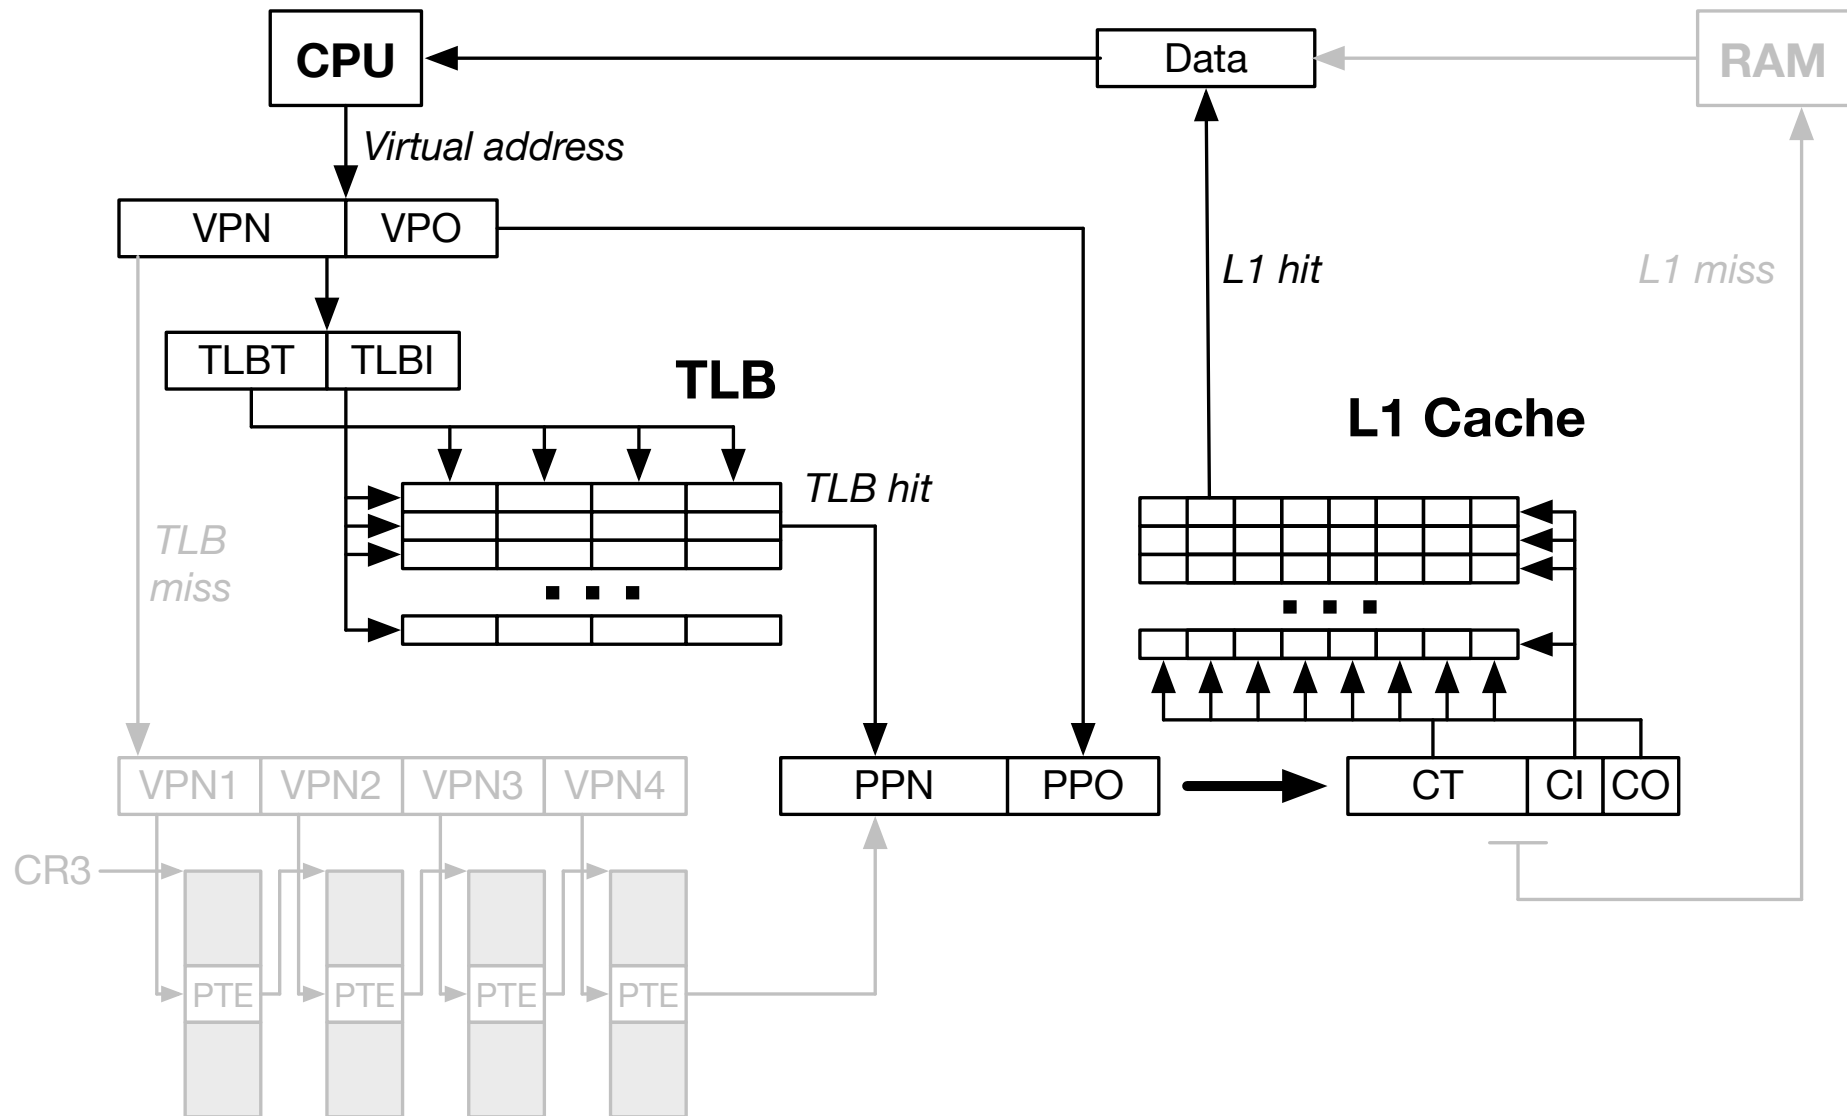 CPU
Data
RAM
Virtual address
VPN VPO
L1 hit
L1 miss
TLBT TLBI
TLB
L1 Cache
TLB hit
TLB
miss
VPN1 VPN2 VPN3 VPN4
PPN PPO
CT CI CO
CR3
PTE PTE PTE PTE